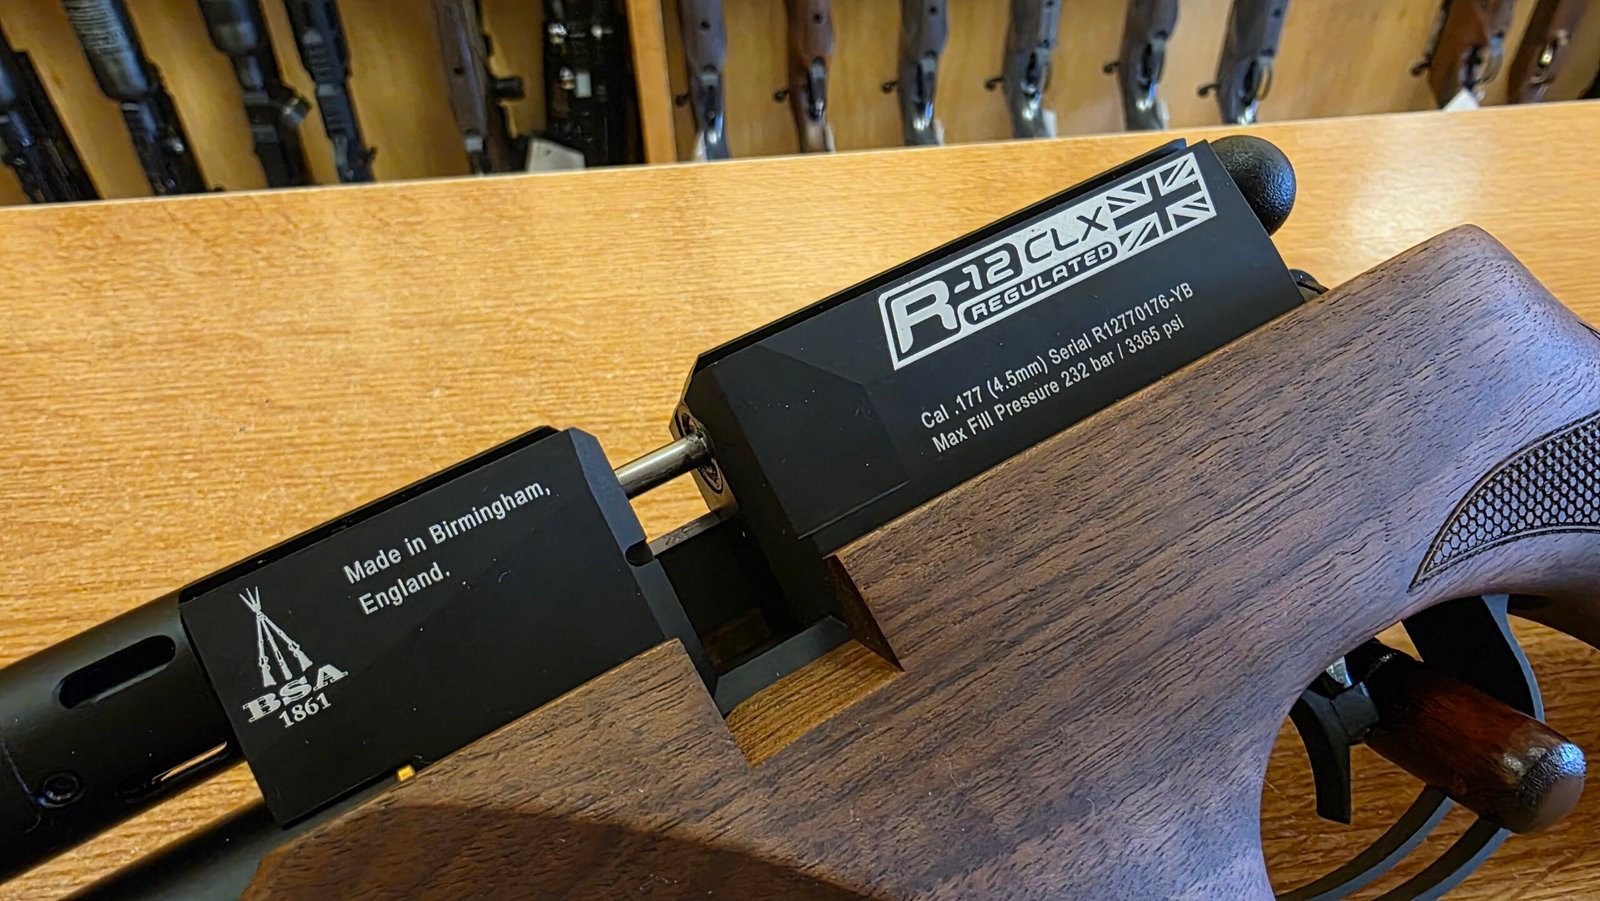 R-12 CLX
REGULATED
Cal .177 (4.5mm) Serial R12770176-YB
Max Fill Pressure 232 bar / 3365 psi
Made in Birmingham,
England.
BSA
1861